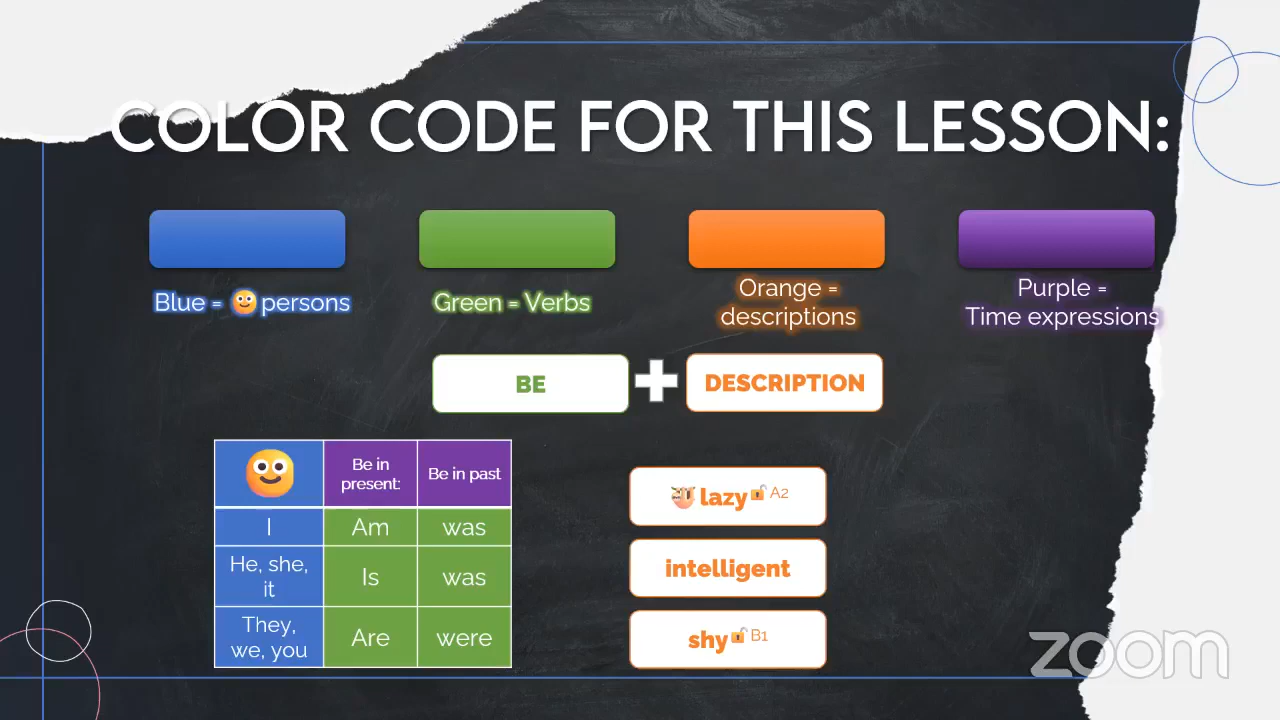 COLOR CODE FOR THIS LESSON:
Blue = persons
Green = Verbs
Orange =
descriptions
Purple =
Time expressions
BE
DESCRIPTION
Be in
present:
Be in past
I
Am
was
He, she,
it
Is
was
They,
we, you
Are
were
lazy A2
intelligent
shy B1
zoom